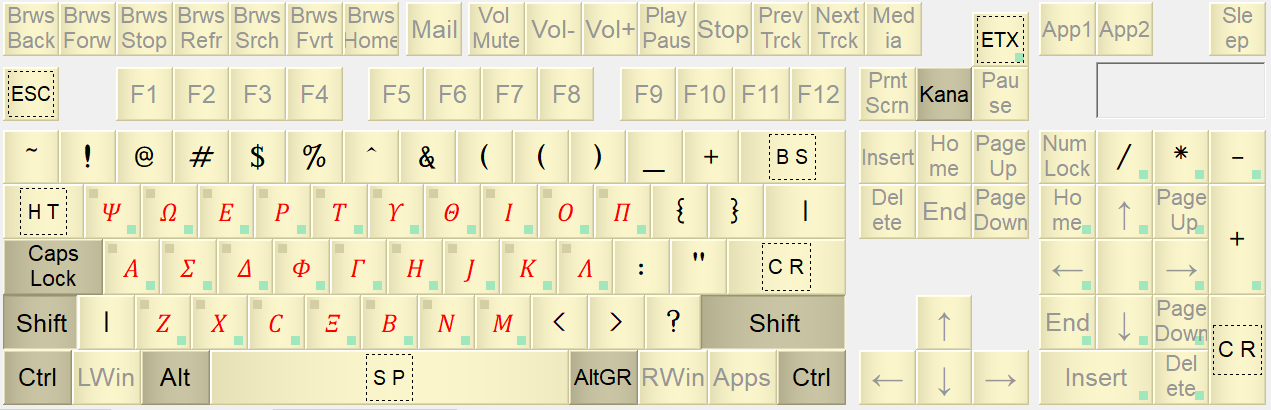 Brws Back Brws Forw Brws Stop Brws Refr Brws Srch Brws Fvrt Brws Home Mail Vol Mute Vol- Vol+ Play Paus Stop Prev Trck Next Trck Med ia ETX App1 App2 Sle ep
ESC F1 F2 F3 F4 F5 F6 F7 F8 F9 F10 F11 F12 Prnt Scrn Kana Pau se
~ ! @ # $ % ^ & ( ( ) _ + B S Insert Ho me Page Up Num Lock / * -
H T Ψ Ω Ε Ρ Τ Υ Θ Ι Ο Π { } | Del ete End Page Down Ho me ↑ Page Up +
Caps Lock Α Σ Δ Φ Γ Η J Κ Λ : " C R ← →
Shift | Ζ Χ C Ξ Β Ν Μ < > ? Shift ↑ End ↓ Page Down C R
Ctrl LWin Alt S P AltGR RWin Apps Ctrl ← ↓ → Insert Del ete